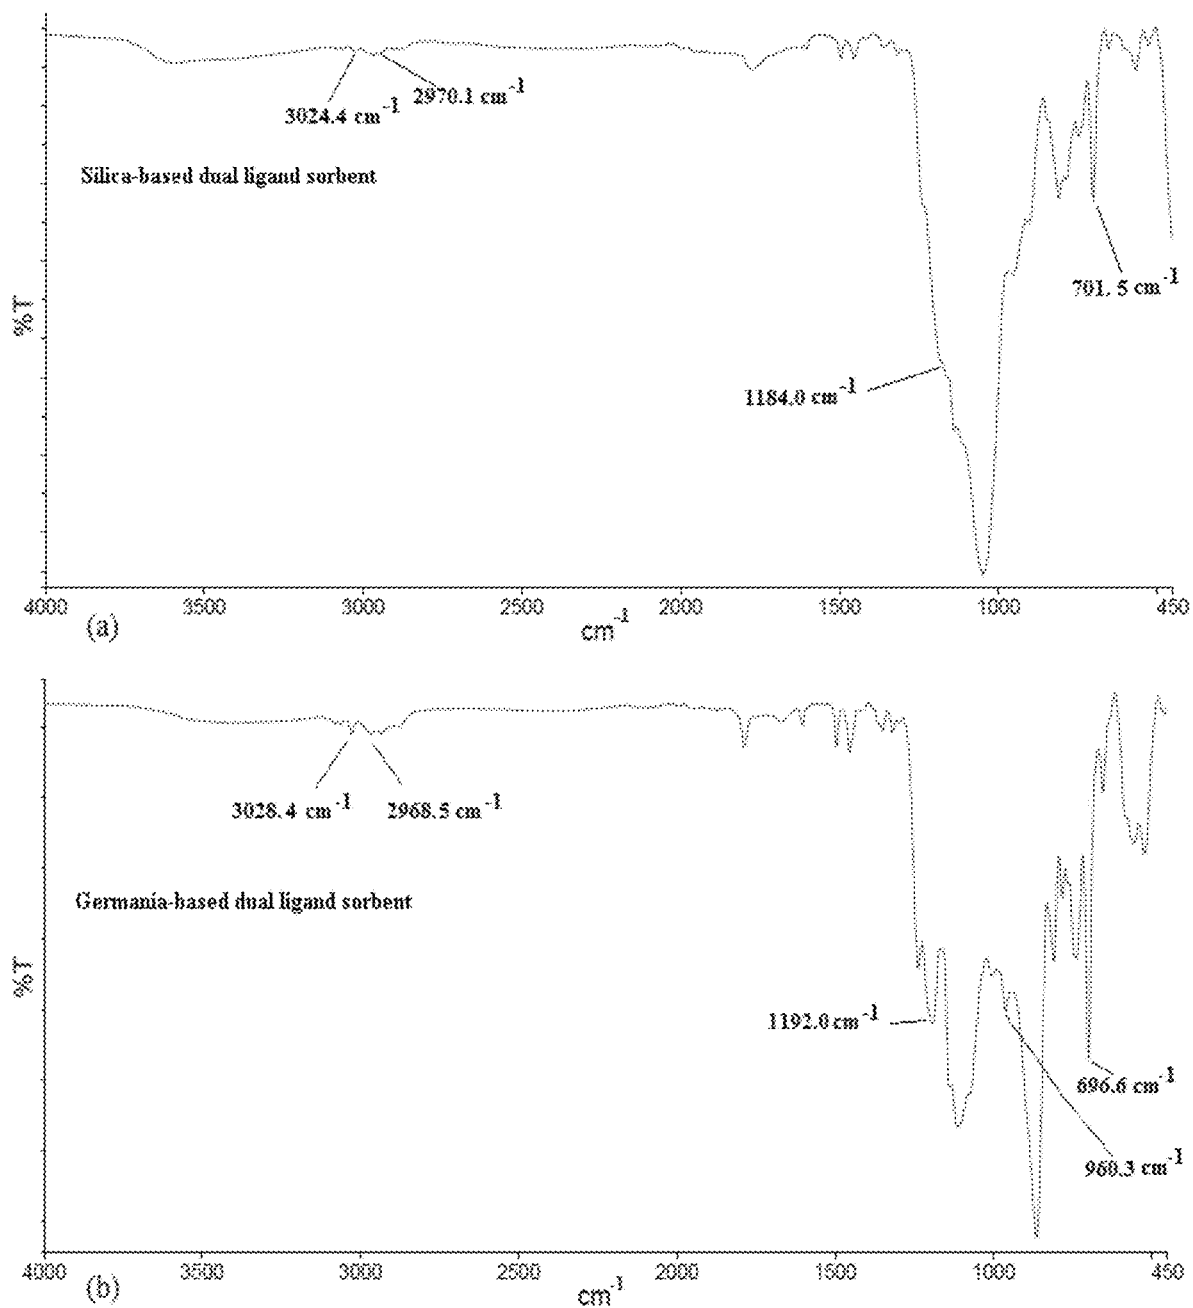 3024.4 cm⁻¹
2970.1 cm⁻¹
Silica-based dual ligand sorbent
701. 5 cm⁻¹
%T
1184.0 cm⁻¹
4000 3500 3000 2500 2000 1500 1000 450
(a)
cm⁻¹
3028.4 cm⁻¹
2968.5 cm⁻¹
Germania-based dual ligand sorbent
%T
1192.0 cm⁻¹
696.6 cm⁻¹
960.3 cm⁻¹
4000 3500 3000 2500 2000 1500 1000 450
(b)
cm⁻¹